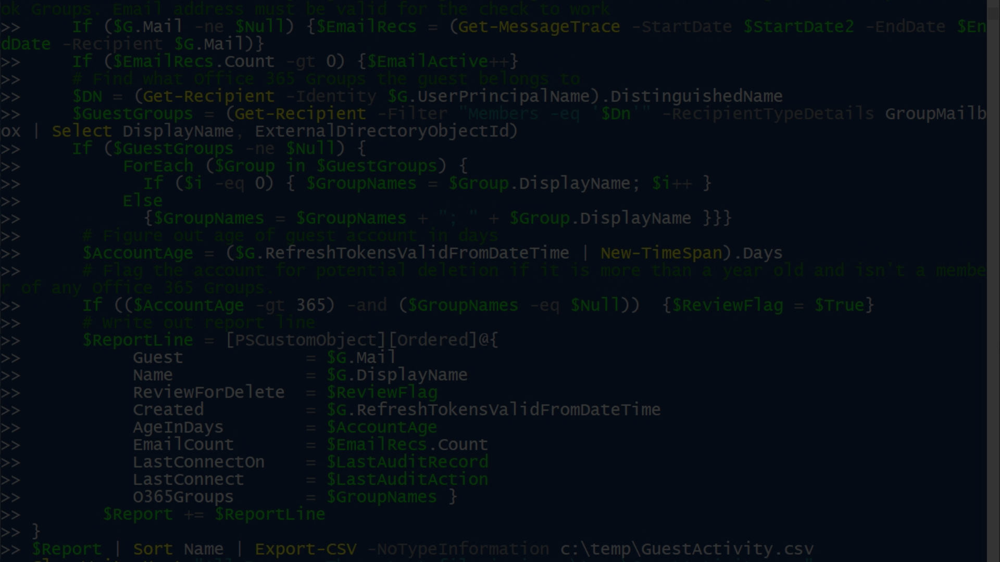 ok Groups. Email address must be valid for the check to work
>>     If ($G.Mail -ne $Null) {$EmailRecs = (Get-MessageTrace -StartDate $StartDate2 -EndDate $En
dDate -Recipient $G.Mail)}
>>     If ($EmailRecs.Count -gt 0) {$EmailActive++}
>>     # Find what Office 365 Groups the guest belongs to
>>     $DN = (Get-Recipient -Identity $G.UserPrincipalName).DistinguishedName
>>     $GuestGroups = (Get-Recipient -Filter "Members -eq '$Dn'" -RecipientTypeDetails GroupMailb
ox | Select DisplayName, ExternalDirectoryObjectId)
>>     If ($GuestGroups -ne $Null) {
>>          ForEach ($Group in $GuestGroups) {
>>            If ($i -eq 0) { $GroupNames = $Group.DisplayName; $i++ }
>>          Else
>>            {$GroupNames = $GroupNames + "; " + $Group.DisplayName }}}
>>      # Figure out age of guest account in days
>>      $AccountAge = ($G.RefreshTokensValidFromDateTime | New-TimeSpan).Days
>>      # Flag the account for potential deletion if it is more than a year old and isn't a membe
r of any Office 365 Groups.
>>      If (($AccountAge -gt 365) -and ($GroupNames -eq $Null))  {$ReviewFlag = $True}
>>      # Write out report line
>>      $ReportLine = [PSCustomObject][Ordered]@{
>>           Guest            = $G.Mail
>>           Name             = $G.DisplayName
>>           ReviewForDelete  = $ReviewFlag
>>           Created          = $G.RefreshTokensValidFromDateTime
>>           AgeInDays        = $AccountAge
>>           EmailCount       = $EmailRecs.Count
>>           LastConnectOn    = $LastAuditRecord
>>           LastConnect      = $LastAuditAction
>>           O365Groups       = $GroupNames }
>>        $Report += $ReportLine
>> }
>> $Report | Sort Name | Export-CSV -NoTypeInformation c:\temp\GuestActivity.csv